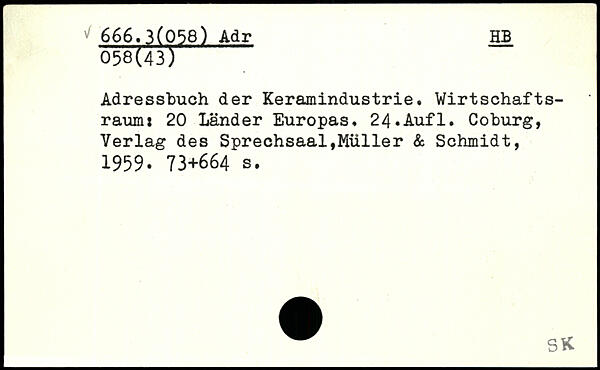 √ 666.3(058) Adr HB
058(43)
Adressbuch der Keramindustrie. Wirtschafts-
raum: 20 Länder Europas. 24.Aufl. Coburg,
Verlag des Sprechsaal,Müller & Schmidt,
1959. 73+664 s.
SK